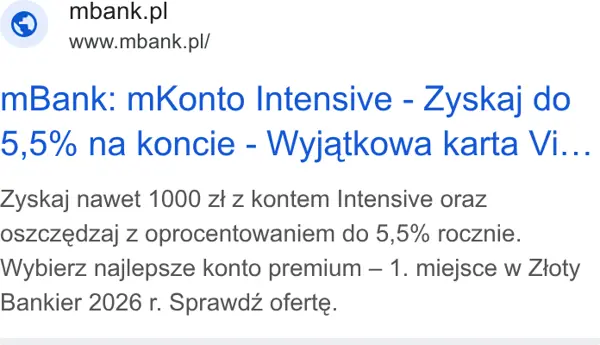 mbank.pl
www.mbank.pl/
mBank: mKonto Intensive - Zyskaj do
5,5% na koncie - Wyjątkowa karta Vi…
Zyskaj nawet 1000 zł z kontem Intensive oraz
oszczędzaj z oprocentowaniem do 5,5% rocznie.
Wybierz najlepsze konto premium – 1. miejsce w Złoty
Bankier 2026 r. Sprawdź ofertę.